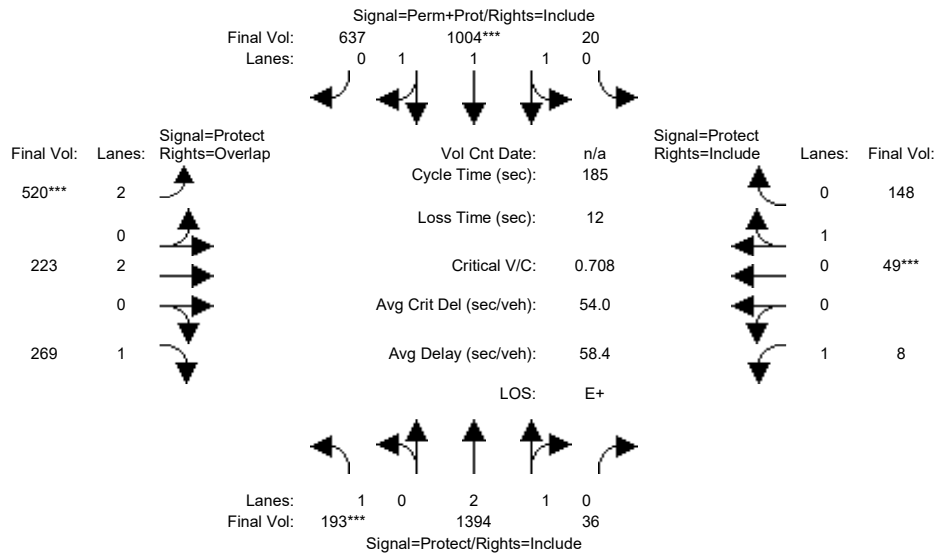 Signal=Perm+Prot/Rights=Include
Final Vol: 637 1004*** 20
Lanes: 0 1 1 1 0
Signal=Protect
Final Vol: Lanes: Rights=Overlap
Vol Cnt Date: n/a
Signal=Protect
Rights=Include Lanes: Final Vol:
Cycle Time (sec): 185
520*** 2
0 148
Loss Time (sec): 12
0
1
223 2
Critical V/C: 0.708
0 49***
0
Avg Crit Del (sec/veh): 54.0
0
269 1
Avg Delay (sec/veh): 58.4
1 8
LOS: E+
Lanes: 1 0 2 1 0
Final Vol: 193*** 1394 36
Signal=Protect/Rights=Include